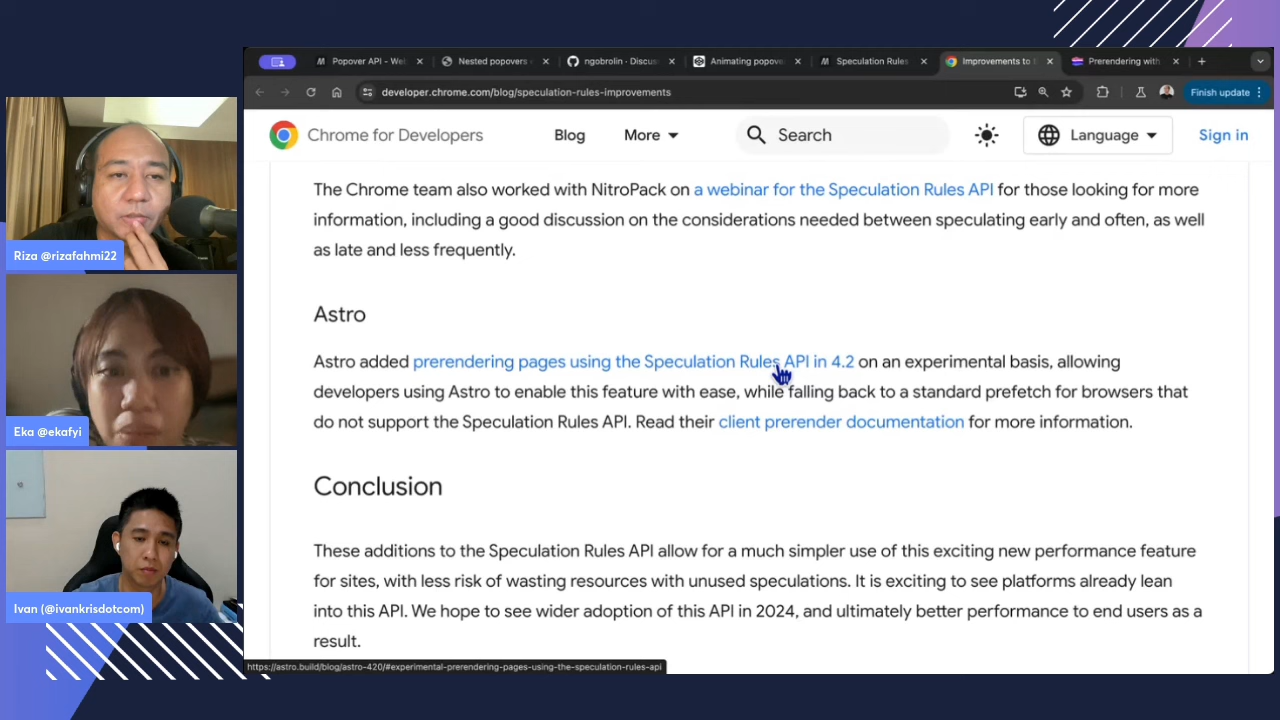 Popover API - We
Nested popovers
ngobrolin · Discus
Animating popove
Speculation Rules
Improvements to
Prerendering with
developer.chrome.com/blog/speculation-rules-improvements
Finish update
Chrome for Developers
Blog
More
Search
Language
Sign in
The Chrome team also worked with NitroPack on a webinar for the Speculation Rules API for those looking for more
information, including a good discussion on the considerations needed between speculating early and often, as well
as late and less frequently.
Astro
Astro added prerendering pages using the Speculation Rules API in 4.2 on an experimental basis, allowing
developers using Astro to enable this feature with ease, while falling back to a standard prefetch for browsers that
do not support the Speculation Rules API. Read their client prerender documentation for more information.
Conclusion
These additions to the Speculation Rules API allow for a much simpler use of this exciting new performance feature
for sites, with less risk of wasting resources with unused speculations. It is exciting to see platforms already lean
into this API. We hope to see wider adoption of this API in 2024, and ultimately better performance to end users as a
result.
https://astro.build/blog/astro-420/#experimental-prerendering-pages-using-the-speculation-rules-api
Riza @rizafahmi22
Eka @ekafyi
Ivan (@ivankrisdotcom)